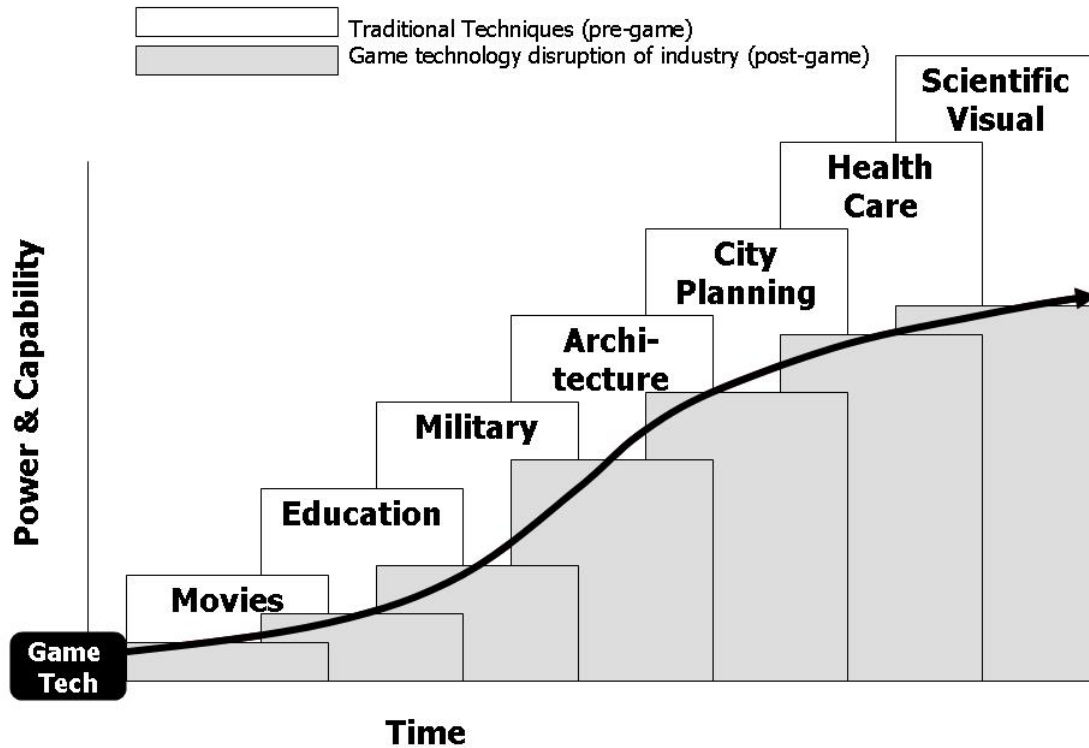 Traditional Techniques (pre-game)
Game technology disruption of industry (post-game)
Scientific
Visual
Health
Care
City
Planning
Archi-
tecture
Military
Education
Movies
Power & Capability
Game
Tech
Time